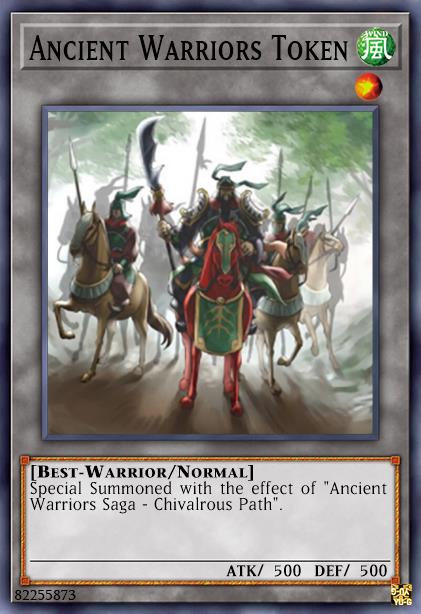 ANCIENT WARRIORS TOKEN
WIND
風
[BEST-WARRIOR/NORMAL]
Special Summoned with the effect of "Ancient
Warriors Saga - Chivalrous Path".
ATK/ 500 DEF/ 500
82255873